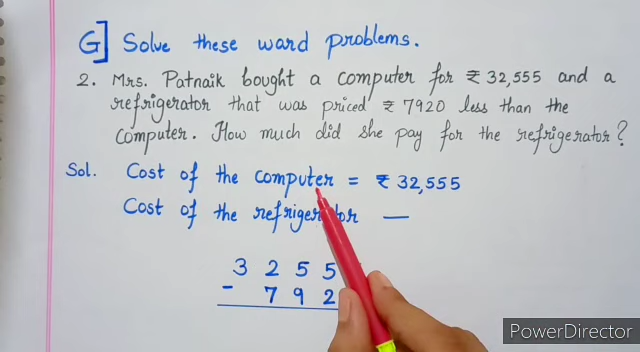 G] Solve these word problems.
2. Mrs. Patnaik bought a computer for ₹ 32,555 and a
refrigerator that was priced ₹ 7920 less than the
computer. How much did she pay for the refrigerator?
Sol. Cost of the computer = ₹ 32,555
Cost of the refrigerator —
3 2 5 5
- 7 9 2
PowerDirector